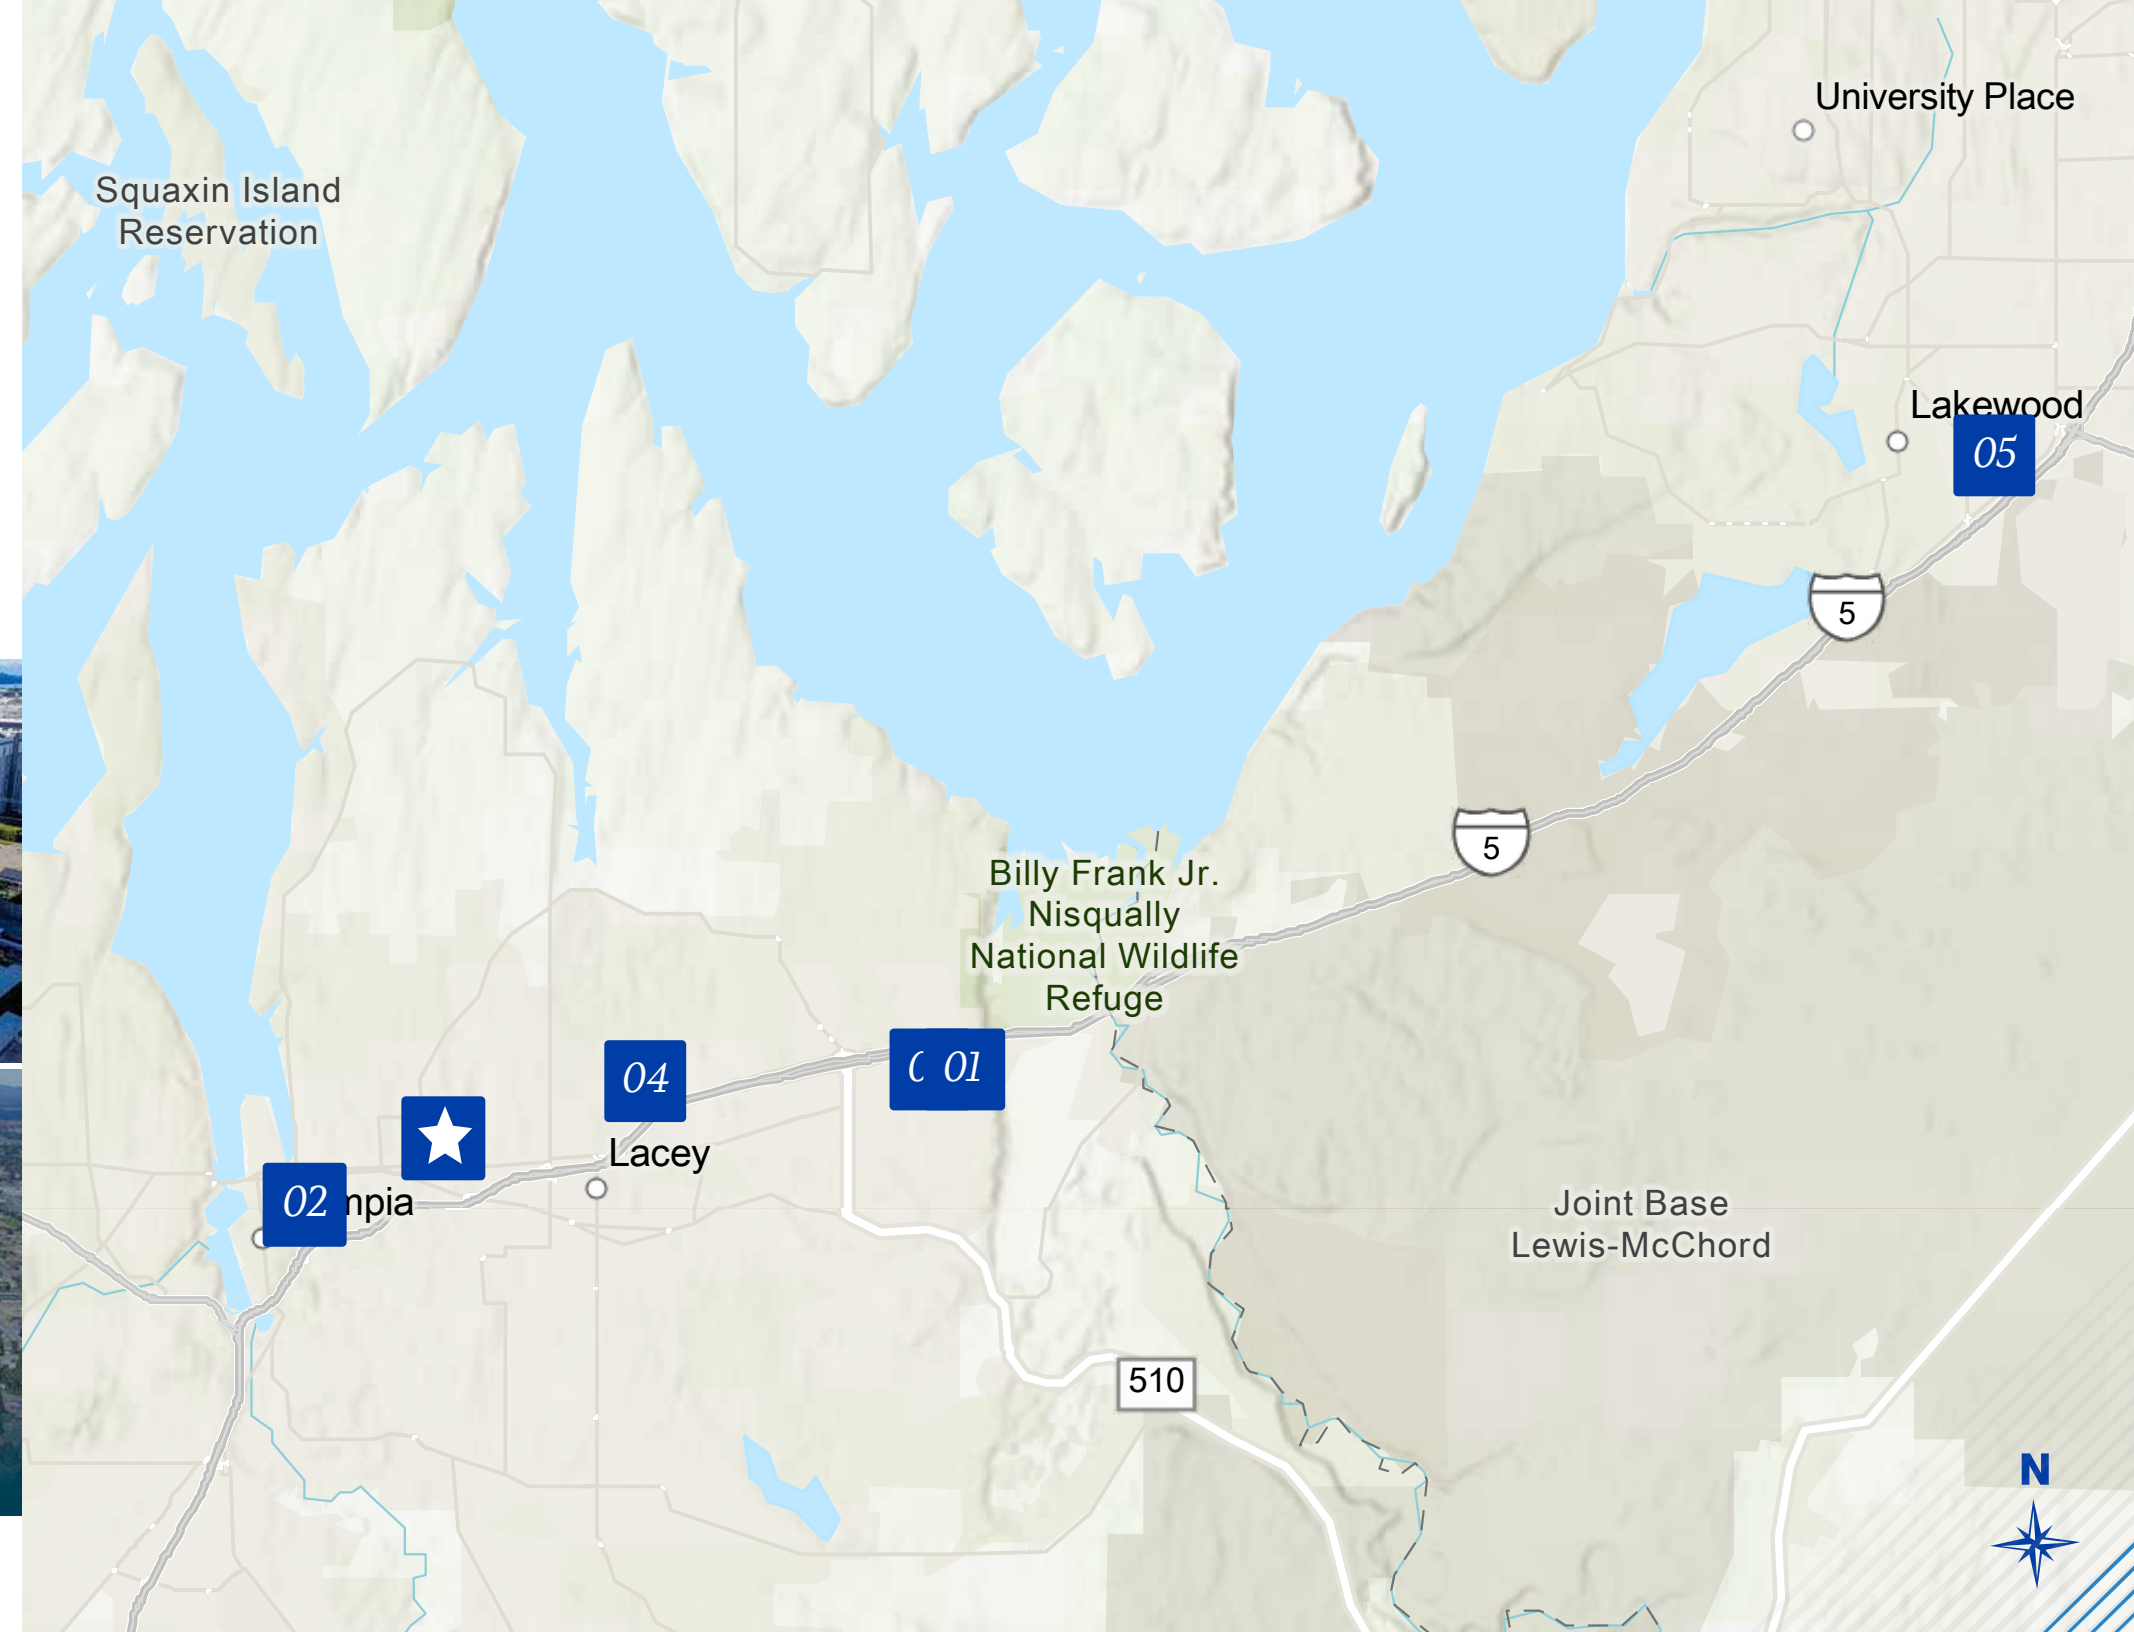 University Place
Squaxin Island
Reservation
Lakewood
05
5
5
Billy Frank Jr.
Nisqually
National Wildlife
Refuge
01
04
Lacey
02
mpia
Joint Base
Lewis-McChord
510
N